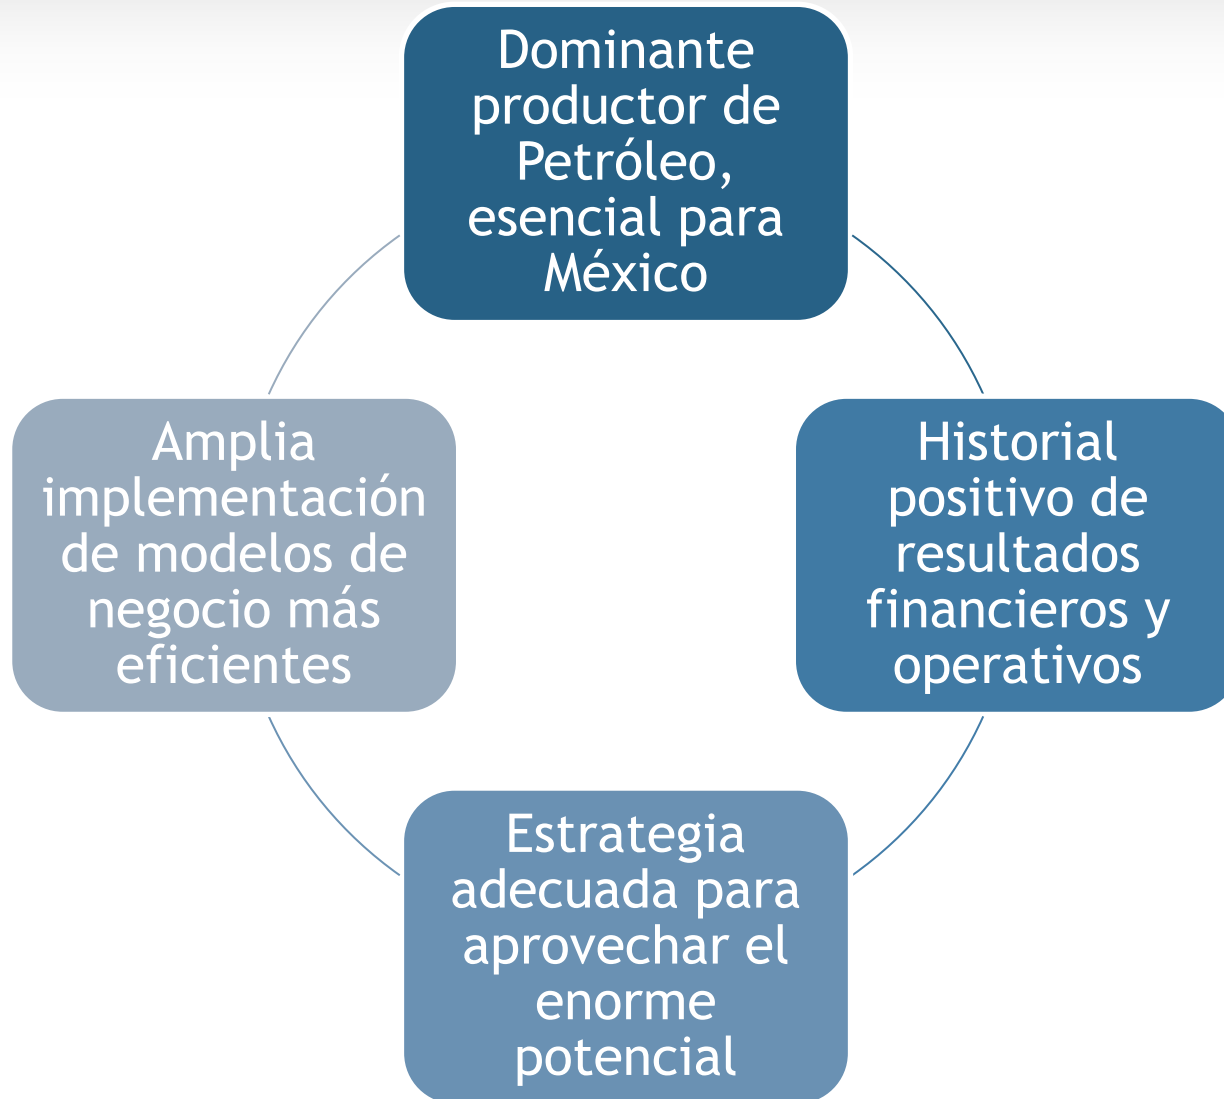 Dominante
productor de
Petróleo,
esencial para
México
Historial
positivo de
resultados
financieros y
operativos
Estrategia
adecuada para
aprovechar el
enorme
potencial
Amplia
implementación
de modelos de
negocio más
eficientes